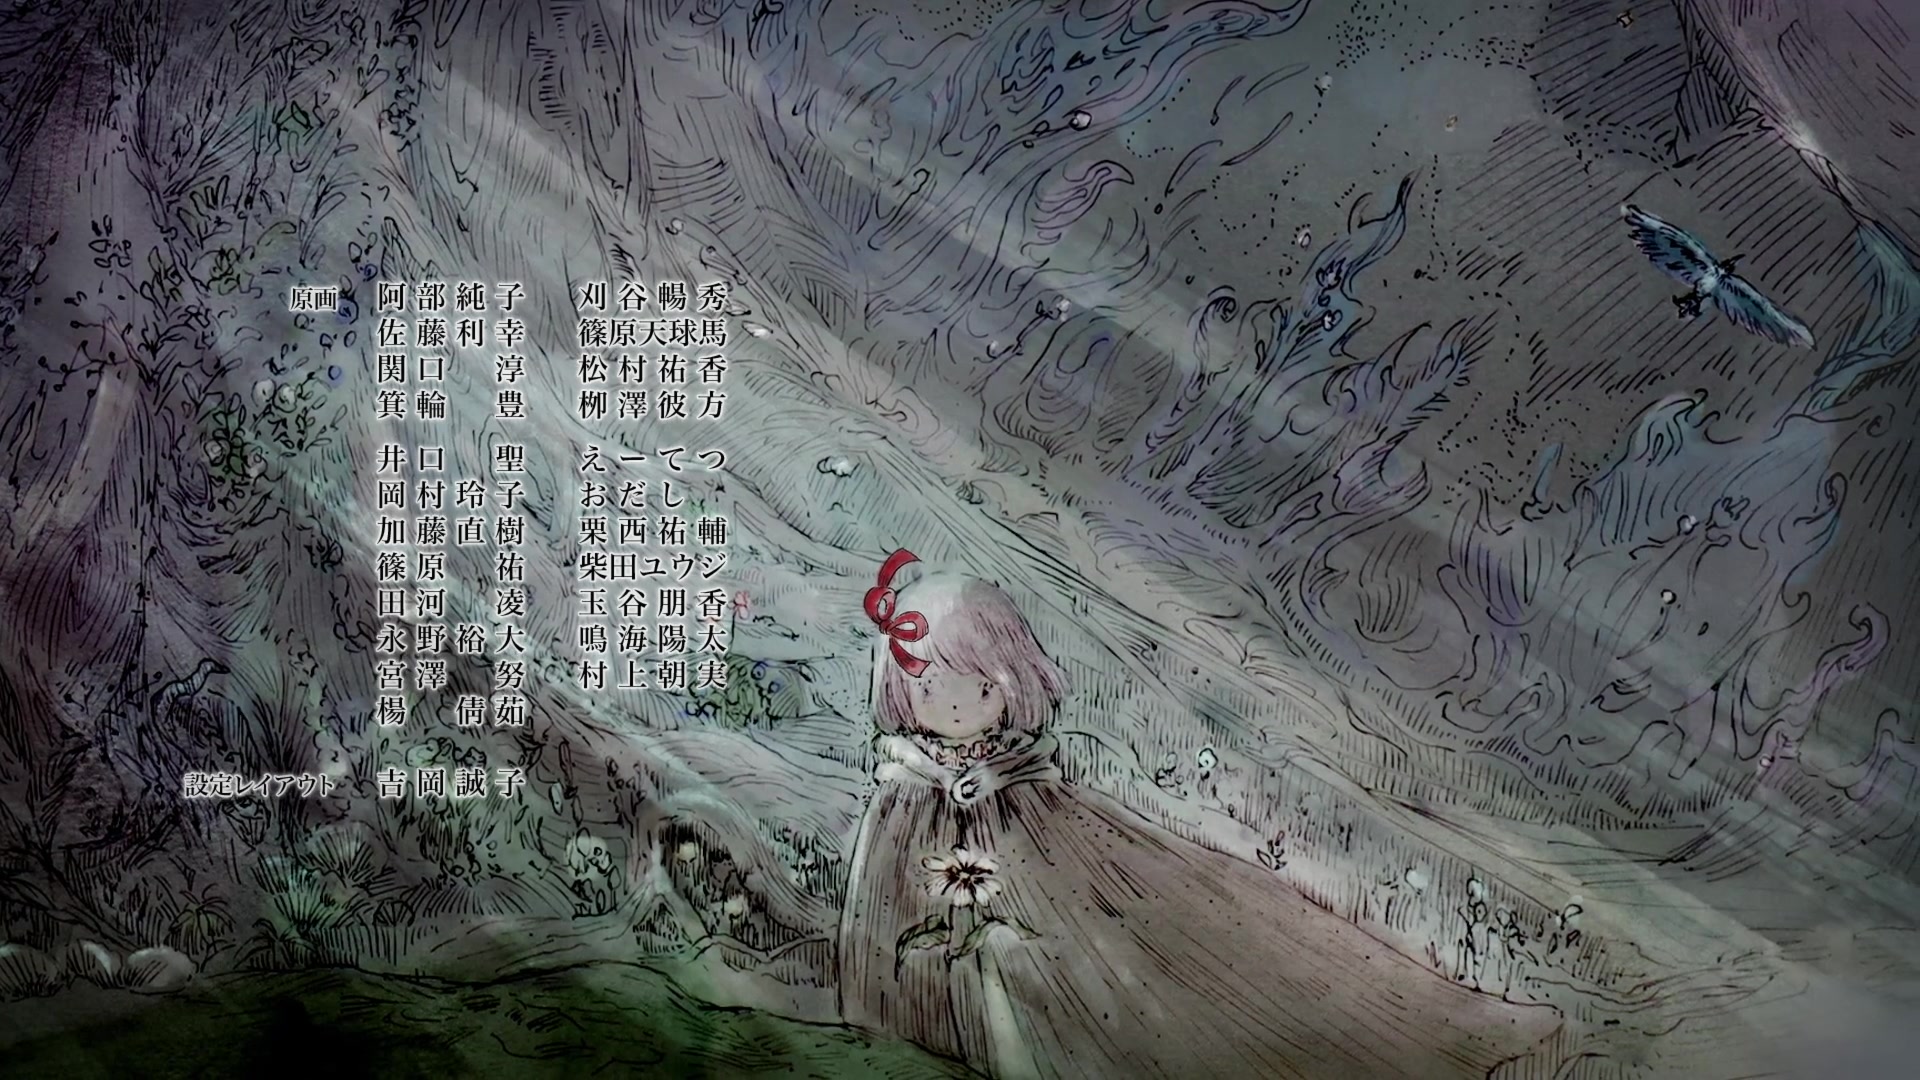 原画 阿部純子 刈谷暢秀
佐藤利幸 篠原天球馬
関口淳 松村祐香
箕輪豊 柳澤彼方
井口聖 えーてつ
岡村玲子 おだし
加藤直樹 栗西祐輔
篠原祐 柴田ユウジ
田河凌 玉谷朋香
永野裕大 鳴海陽太
宮澤努 村上朝実
楊倩茹
設定レイアウト 吉岡誠子